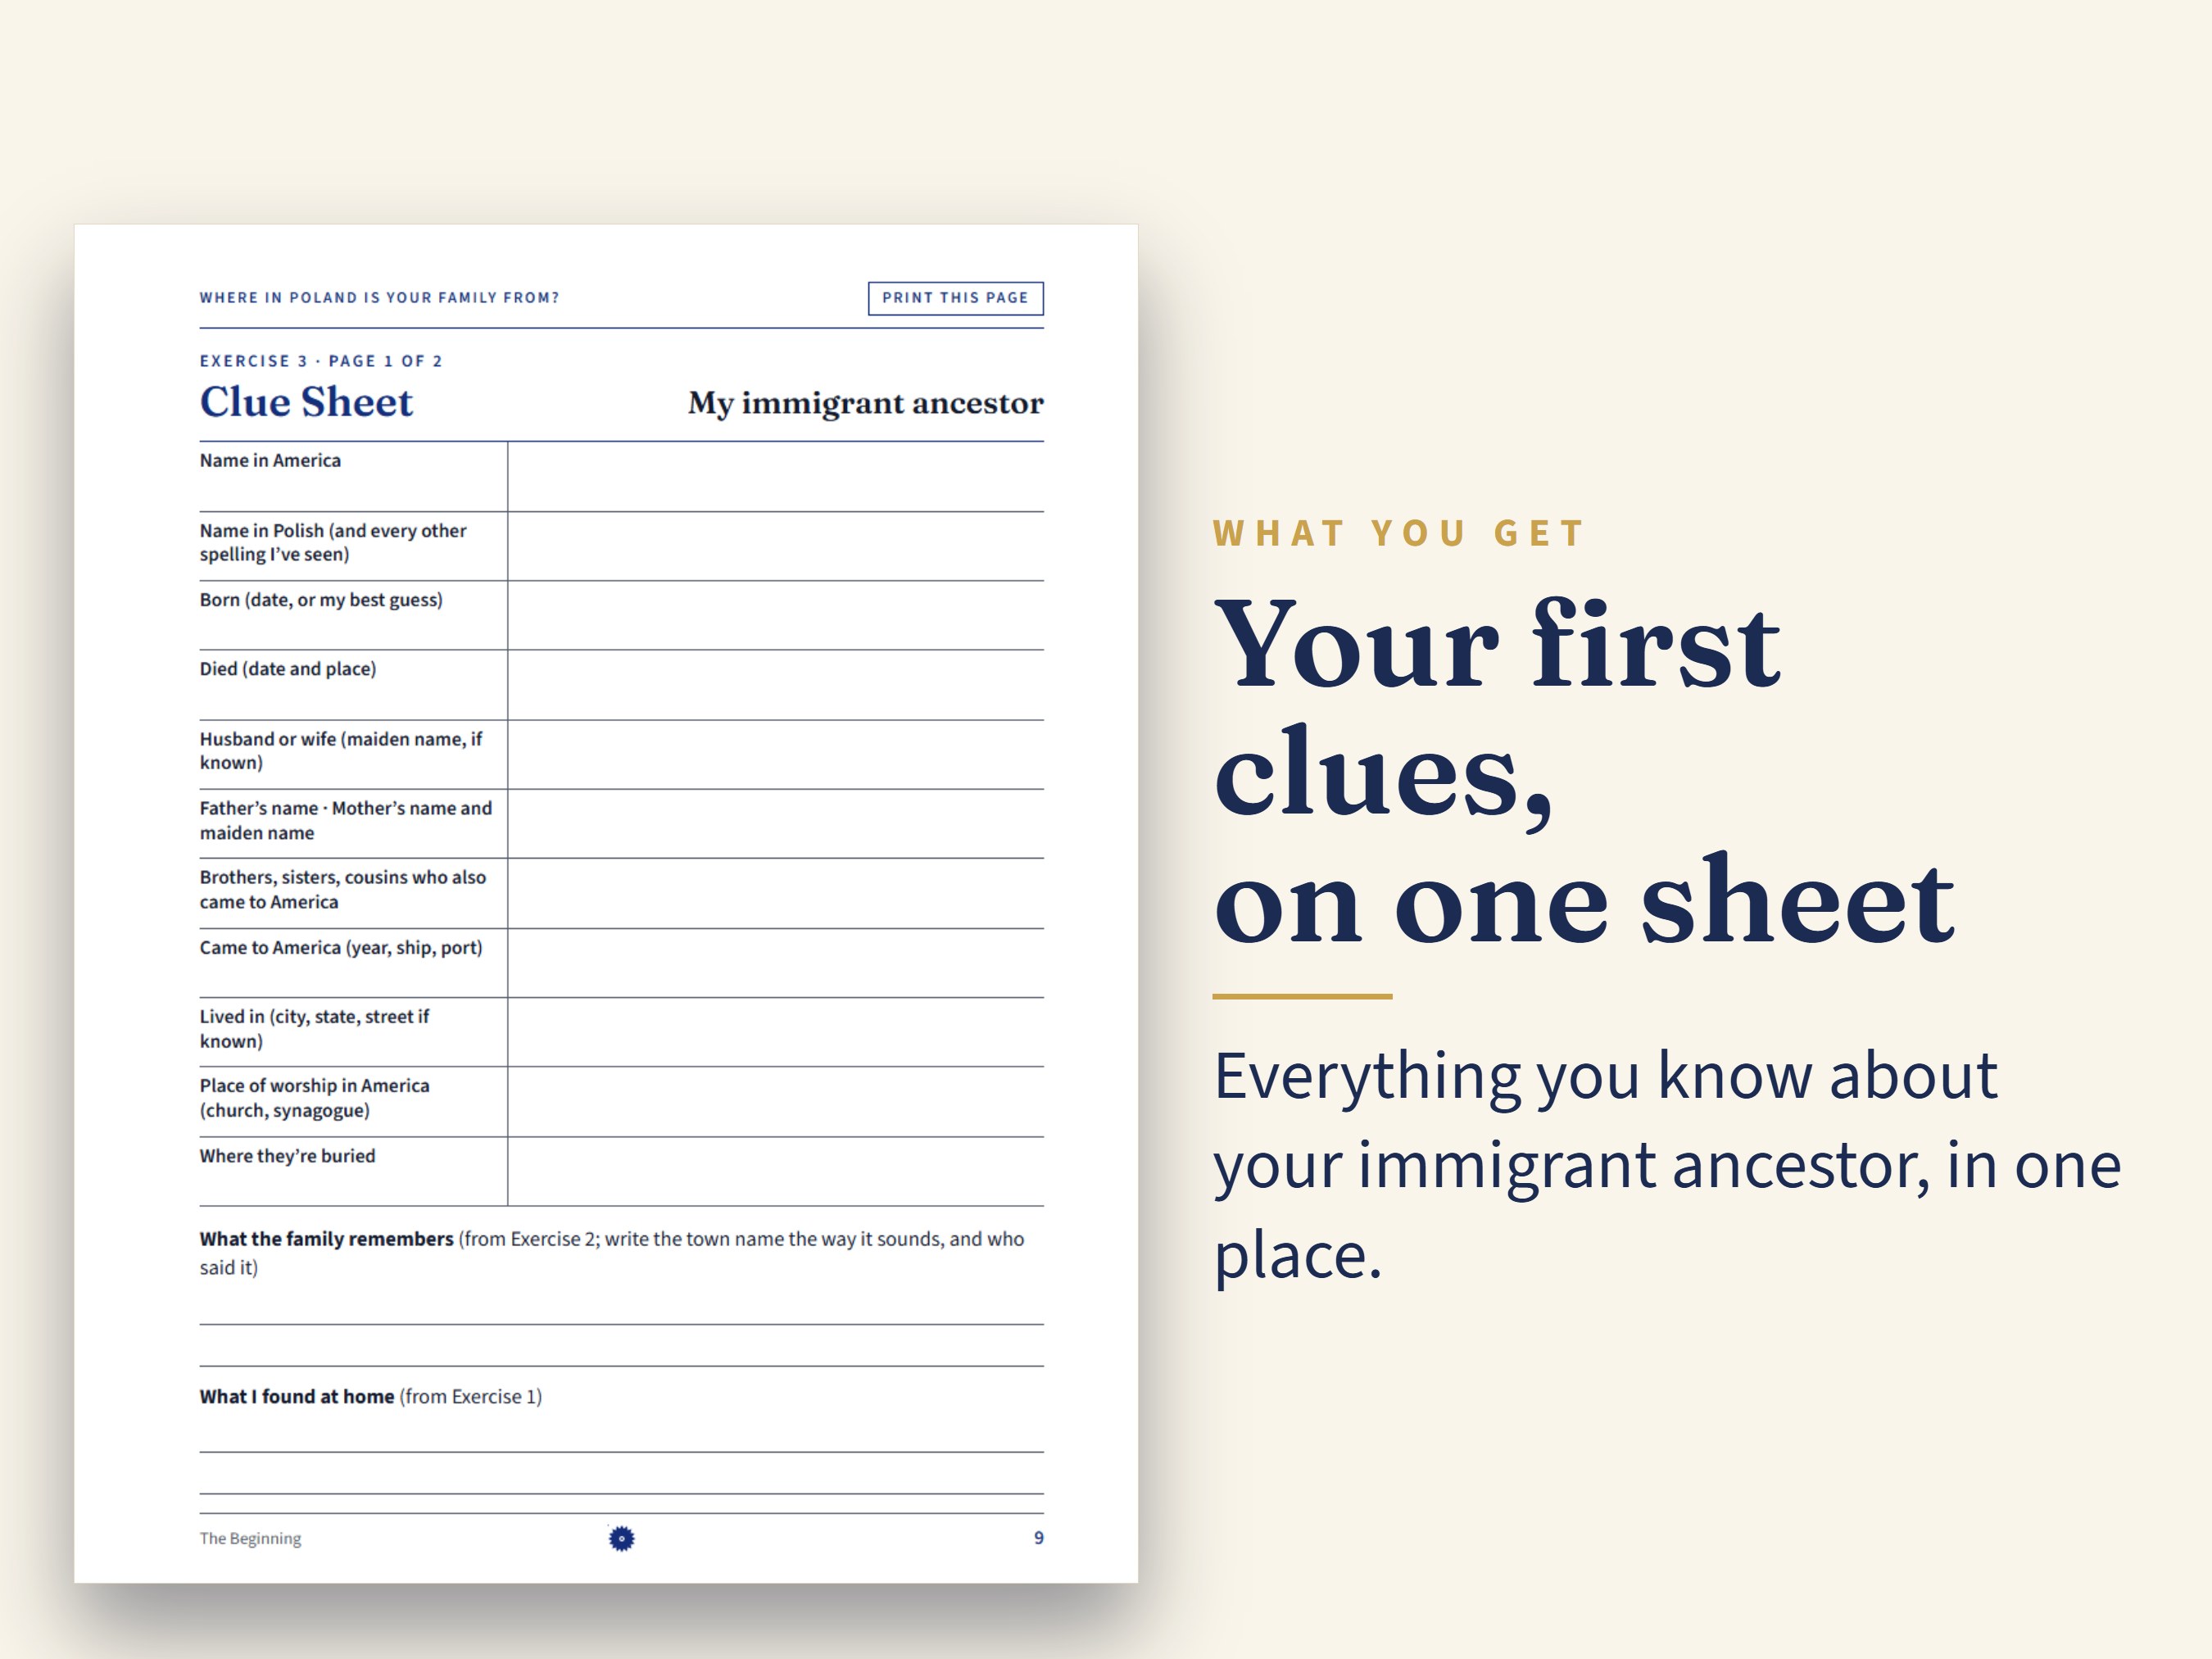 WHERE IN POLAND IS YOUR FAMILY FROM?
PRINT THIS PAGE
EXERCISE 3 · PAGE 1 OF 2
Clue Sheet
My immigrant ancestor
Name in America
Name in Polish (and every other
spelling I’ve seen)
Born (date, or my best guess)
Died (date and place)
Husband or wife (maiden name, if
known)
Father’s name · Mother’s name and
maiden name
Brothers, sisters, cousins who also
came to America
Came to America (year, ship, port)
Lived in (city, state, street if
known)
Place of worship in America
(church, synagogue)
Where they’re buried
What the family remembers (from Exercise 2; write the town name the way it sounds, and who
said it)
What I found at home (from Exercise 1)
The Beginning
9
WHAT YOU GET
Your first
clues,
on one sheet
Everything you know about
your immigrant ancestor, in one
place.